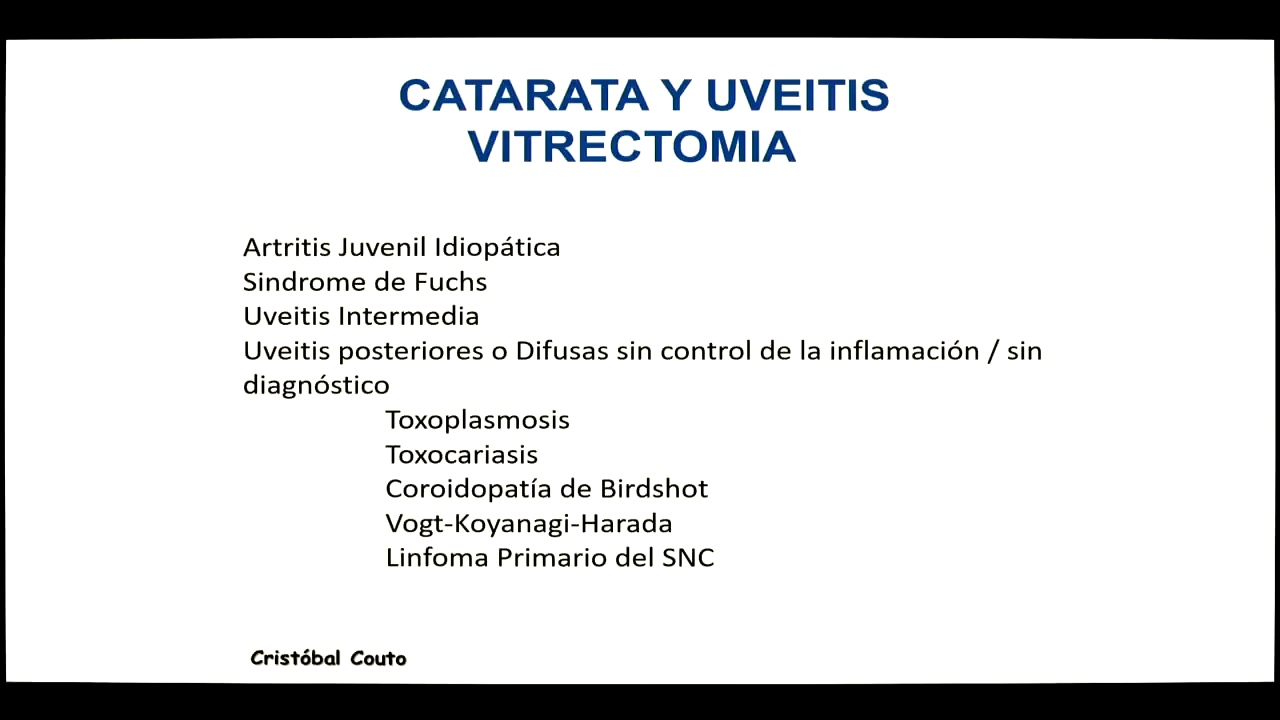 CATARATA Y UVEITIS
VITRECTOMIA
Artritis Juvenil Idiopática
Sindrome de Fuchs
Uveitis Intermedia
Uveitis posteriores o Difusas sin control de la inflamación / sin
diagnóstico
Toxoplasmosis
Toxocariasis
Coroidopatía de Birdshot
Vogt-Koyanagi-Harada
Linfoma Primario del SNC
Cristóbal Couto